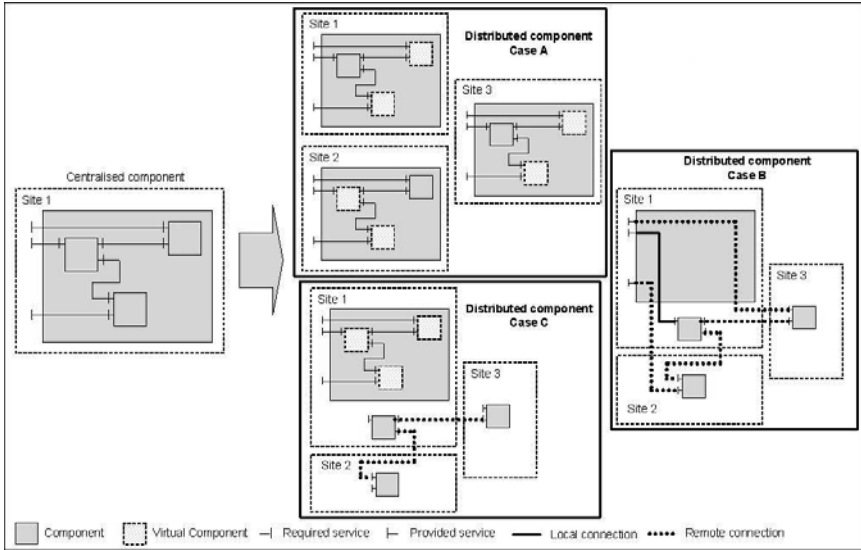 Centralised component
Site 1
Distributed component
Case A
Site 1
Site 2
Site 3
Distributed component
Case B
Site 1
Site 3
Site 2
Distributed component
Case C
Site 1
Site 3
Site 2
Component
Virtual Component
Required service
Provided service
Local connection
Remote connection